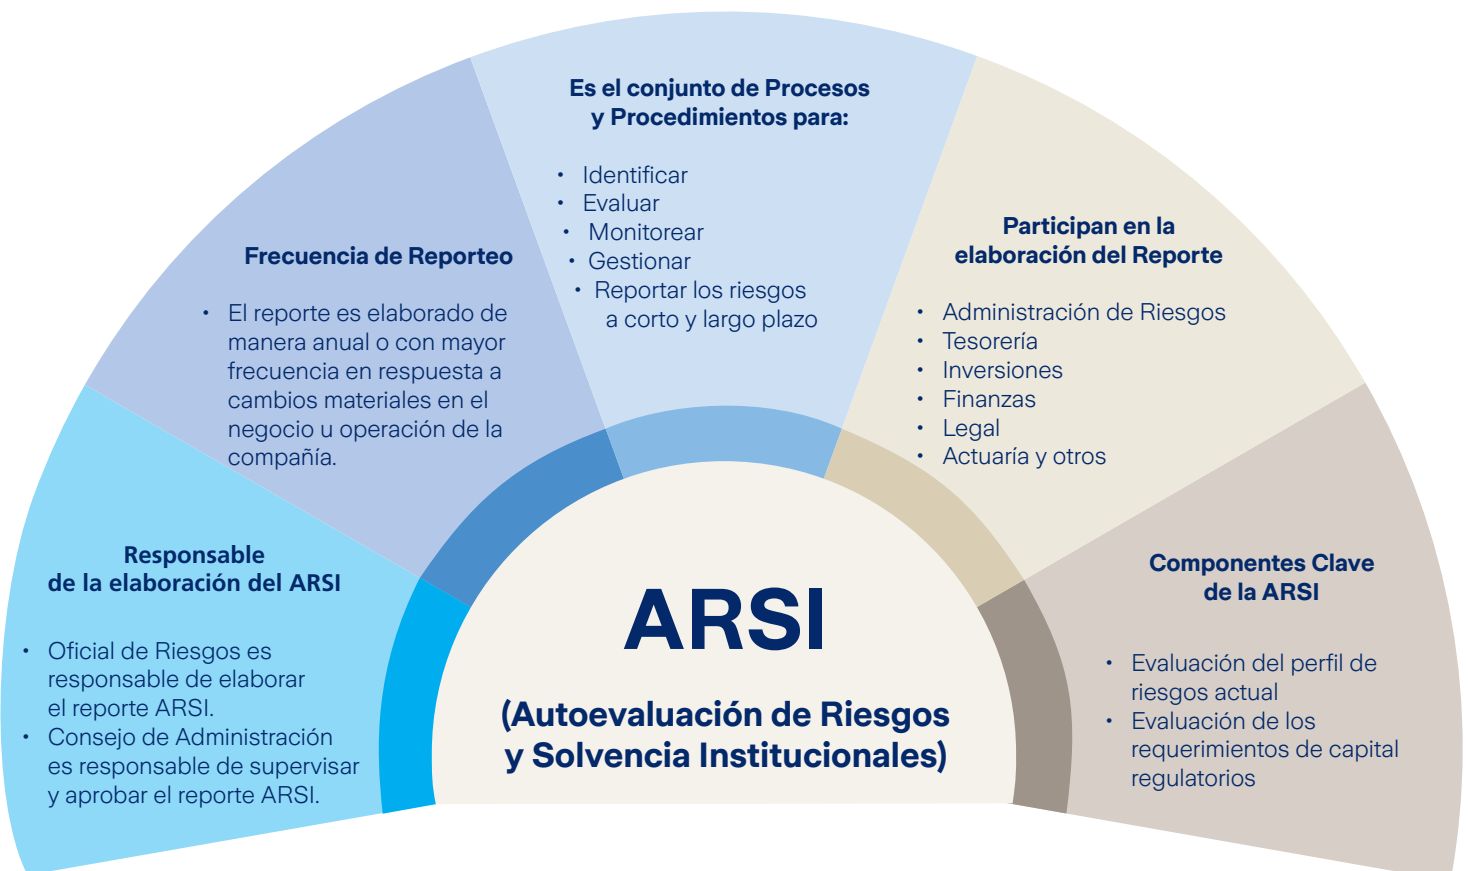 Es el conjunto de Procesos
y Procedimientos para:
• Identificar
• Evaluar
• Monitorear
• Gestionar
• Reportar los riesgos
a corto y largo plazo
Frecuencia de Reporteo
• El reporte es elaborado de
manera anual o con mayor
frecuencia en respuesta a
cambios materiales en el
negocio u operación de la
compañía.
Participan en la
elaboración del Reporte
• Administración de Riesgos
• Tesorería
• Inversiones
• Finanzas
• Legal
• Actuaría y otros
Responsable
de la elaboración del ARSI
• Oficial de Riesgos es
responsable de elaborar
el reporte ARSI.
• Consejo de Administración
es responsable de supervisar
y aprobar el reporte ARSI.
ARSI
(Autoevaluación de Riesgos
y Solvencia Institucionales)
Componentes Clave
de la ARSI
• Evaluación del perfil de
riesgos actual
• Evaluación de los
requerimientos de capital
regulatorios